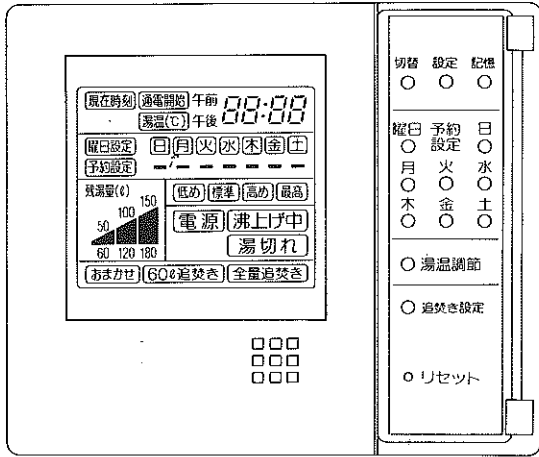 現在時刻 通電開始 午前 88:88
湯温(℃) 午後
曜日設定 日 月 火 水 木 金 土
予約設定
残湯量(ℓ) 低め 標準 高め 最高
50 100 150
60 120 180
電源 沸上げ中
湯切れ
おまかせ 60ℓ追焚き 全量追焚き
切替 設定 記憶
曜日 予約設定 日
月 火 水
木 金 土
湯温調節
追焚き設定
リセット